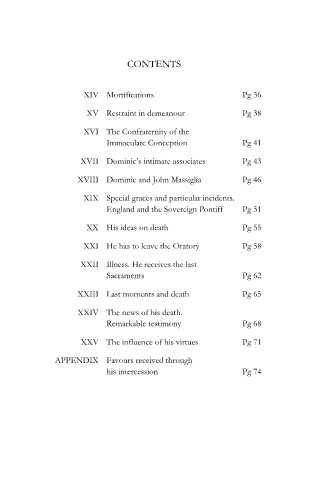 CONTENTS
XIV Mortifications Pg 36
XV Restraint in demeanour Pg 38
XVI The Confraternity of the
Immaculate Conception Pg 41
XVII Dominic's intimate associates Pg 43
XVIII Dominic and John Massiglia Pg 46
XIX Special graces and particular incidents.
England and the Sovereign Pontiff Pg 51
XX His ideas on death Pg 55
XXI He has to leave the Oratory Pg 58
XXII Illness. He receives the last
Sacraments Pg 62
XXIII Last moments and death Pg 65
XXIV The news of his death.
Remarkable testimony Pg 68
XXV The influence of his virtues Pg 71
APPENDIX Favours received through
his intercession Pg 74